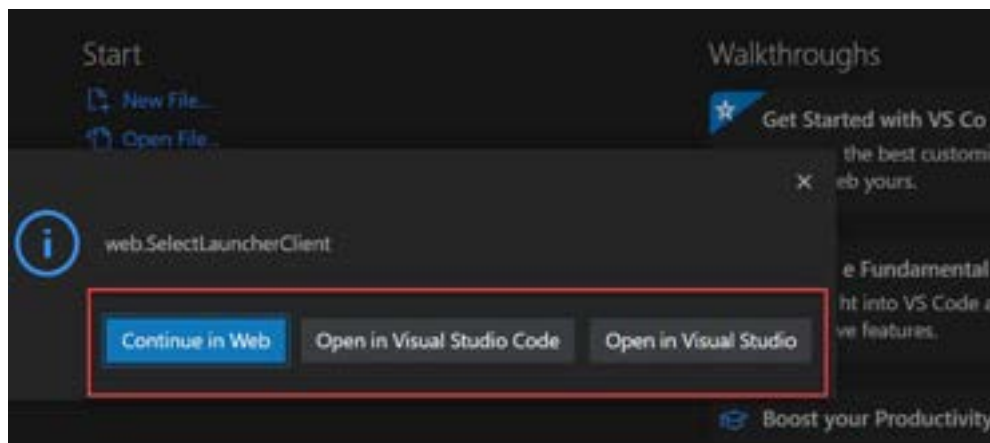 Start
New File...
Open File...
Walkthroughs
Get Started with VS Co
the best customi
eb yours.
web.SelectLauncherClient
Continue in Web
Open in Visual Studio Code
Open in Visual Studio
e Fundamental
ht into VS Code a
ve features.
Boost your Productivity